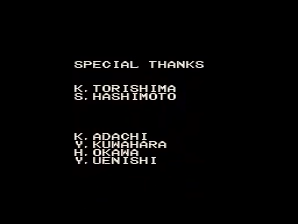 SPECIAL THANKS
K. TORISHIMA
S. HASHIMOTO
K. ADACHI
Y. KUWAHARA
H. OKAWA
Y. UENISHI